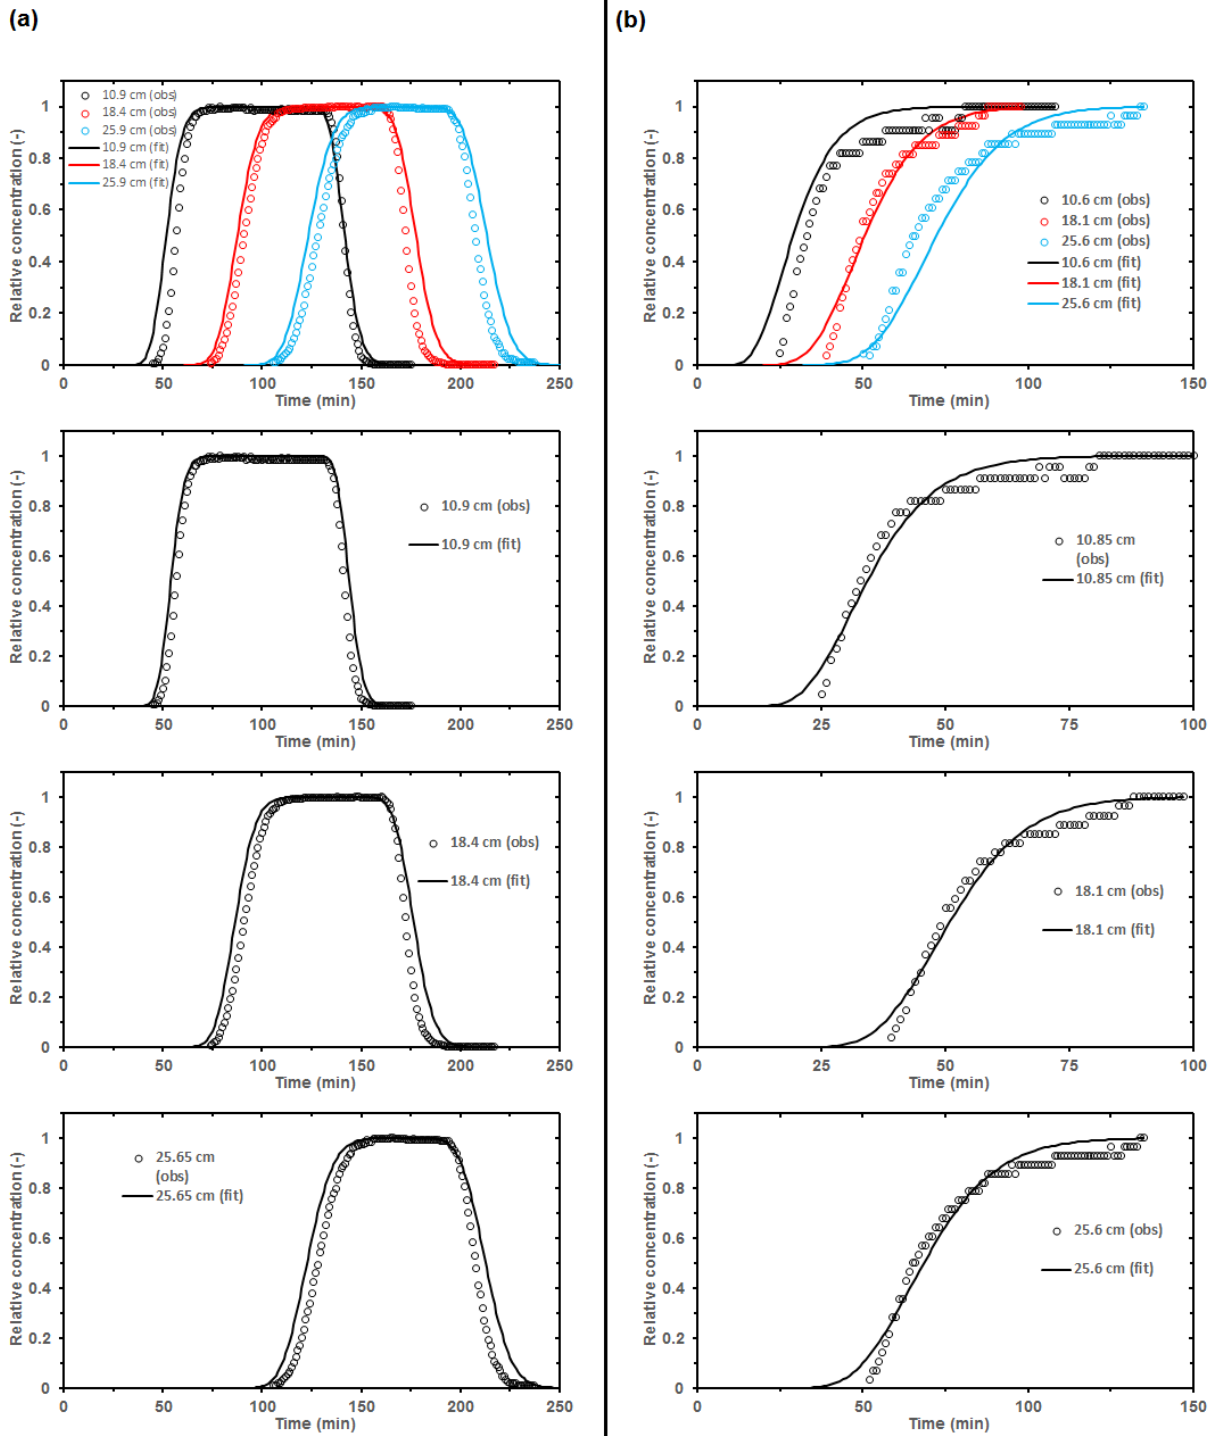 (a)
Relative concentration (-)
1
0.8
0.6
0.4
0.2
0
10.9 cm (obs)
18.4 cm (obs)
25.9 cm (obs)
10.9 cm (fit)
18.4 cm (fit)
25.9 cm (fit)
0 50 100 150 200 250
Time (min)
Relative concentration (-)
1
0.8
0.6
0.4
0.2
0
10.9 cm (obs)
10.9 cm (fit)
0 50 100 150 200 250
Time (min)
Relative concentration (-)
1
0.8
0.6
0.4
0.2
0
18.4 cm (obs)
18.4 cm (fit)
0 50 100 150 200 250
Time (min)
Relative concentration (-)
1
0.8
0.6
0.4
0.2
0
25.65 cm
(obs)
25.65 cm (fit)
0 50 100 150 200 250
Time (min)
(b)
Relative concentration (-)
1
0.8
0.6
0.4
0.2
0
10.6 cm (obs)
18.1 cm (obs)
25.6 cm (obs)
10.6 cm (fit)
18.1 cm (fit)
25.6 cm (fit)
0 50 100 150
Time (min)
Relative concentration (-)
1
0.8
0.6
0.4
0.2
0
10.85 cm
(obs)
10.85 cm (fit)
0 25 50 75 100
Time (min)
Relative concentration (-)
1
0.8
0.6
0.4
0.2
0
18.1 cm (obs)
18.1 cm (fit)
0 25 50 75 100
Time (min)
Relative concentration (-)
1
0.8
0.6
0.4
0.2
0
25.6 cm (obs)
25.6 cm (fit)
0 50 100 150
Time (min)